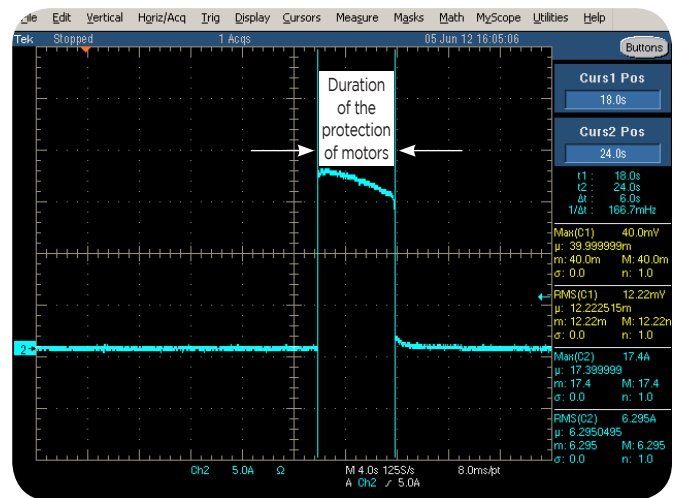 File Edit Vertical Horiz/Acq Trig Display Cursors Measure Masks Math MyScope Utilities Help
Tek Stopped 1 Acqs 05 Jun 12 16:05:06
Buttons
Curs1 Pos
18.0s
Curs2 Pos
24.0s
t1: 18.0s
t2: 24.0s
Δt: 6.0s
1/Δt: 166.7mHz
Max(C1) 40.0mV
µ: 39.999999m
m: 40.0m M: 40.0m
σ: 0.0 n: 1.0
RMS(C1) 12.22mV
µ: 12.222515m
m: 12.22m M: 12.22m
σ: 0.0 n: 1.0
Max(C2) 17.4A
µ: 17.399999
m: 17.4 M: 17.4
σ: 0.0 n: 1.0
RMS(C2) 6.295A
µ: 6.2950495
m: 6.295 M: 6.295
σ: 0.0 n: 1.0
Duration
of the
protection
of motors
2
Ch2 5.0A Ω M 4.0s 125S/s 8.0ms/pt
A Ch2 ∕ 5.0A